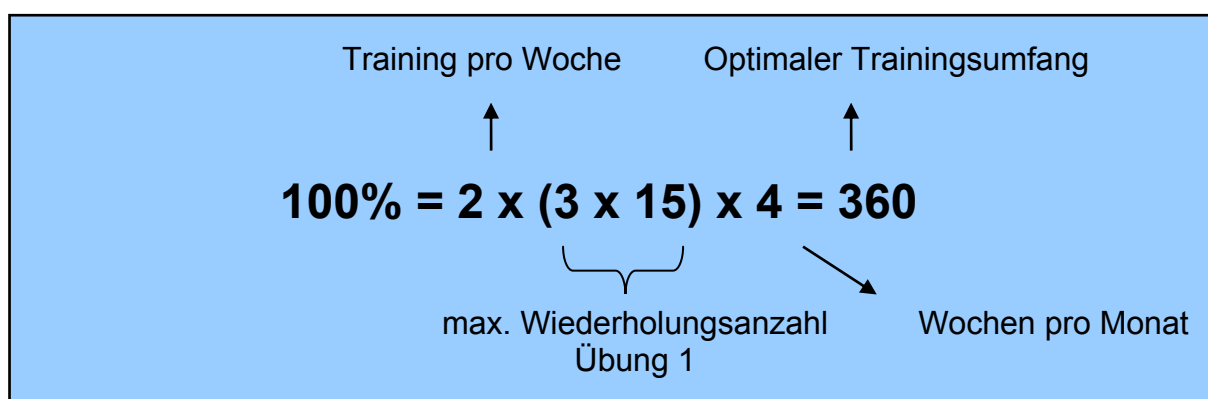 Training pro Woche Optimaler Trainingsumfang
100% = 2 x (3 x 15) x 4 = 360
max. Wiederholungsanzahl Wochen pro Monat
Übung 1